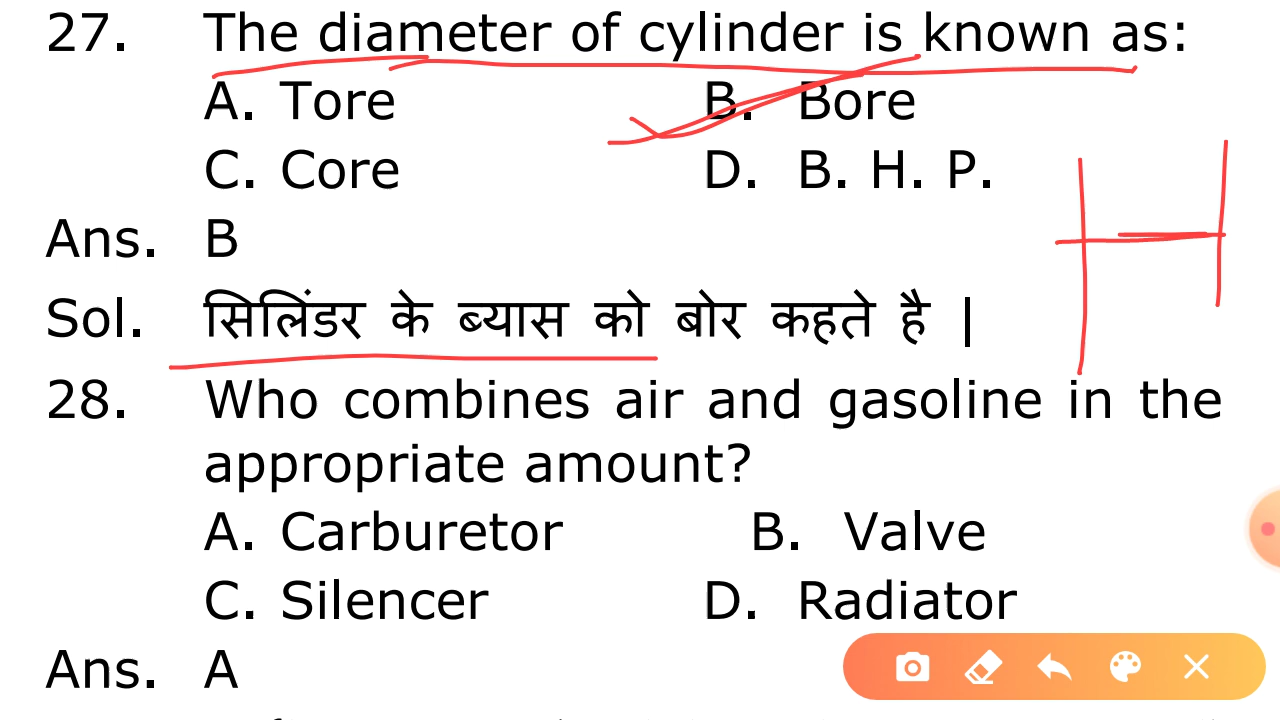 27. The diameter of cylinder is known as:
A. Tore B. Bore
C. Core D. B. H. P.
Ans. B
Sol. सिलिंडर के ब्यास को बोर कहते है |
28. Who combines air and gasoline in the
appropriate amount?
A. Carburetor B. Valve
C. Silencer D. Radiator
Ans. A